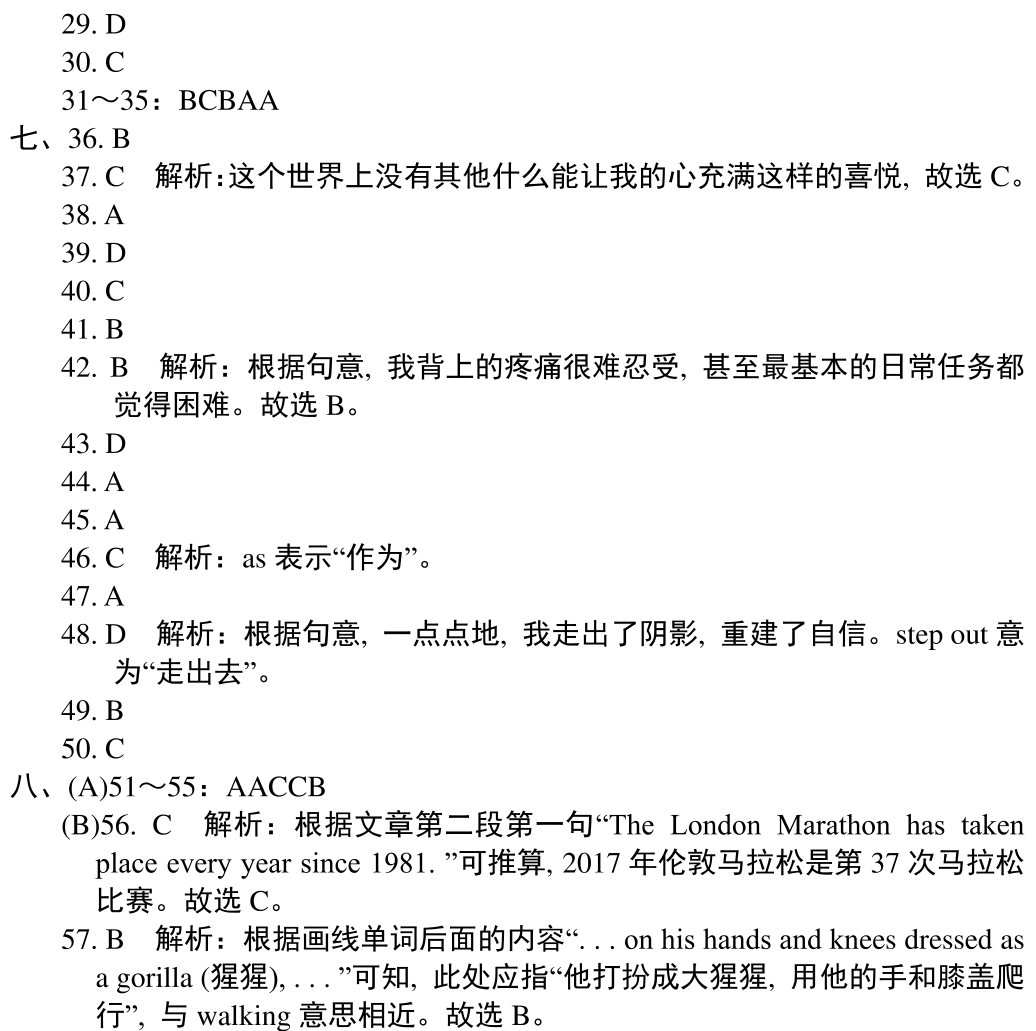 29. D
30. C
31～35：BCBAA
七、36. B
37. C 解析：这个世界上没有其他什么能让我的心充满这样的喜悦, 故选 C。
38. A
39. D
40. C
41. B
42. B 解析：根据句意, 我背上的疼痛很难忍受, 甚至最基本的日常任务都
觉得困难。故选 B。
43. D
44. A
45. A
46. C 解析：as 表示“作为”。
47. A
48. D 解析：根据句意, 一点点地, 我走出了阴影, 重建了自信。step out 意
为“走出去”。
49. B
50. C
八、(A)51～55：AACCB
(B)56. C 解析：根据文章第二段第一句“The London Marathon has taken
place every year since 1981. ”可推算, 2017 年伦敦马拉松是第 37 次马拉松
比赛。故选 C。
57. B 解析：根据画线单词后面的内容“. . . on his hands and knees dressed as
a gorilla (猩猩), . . . ”可知, 此处应指“他打扮成大猩猩, 用他的手和膝盖爬
行”, 与 walking 意思相近。故选 B。